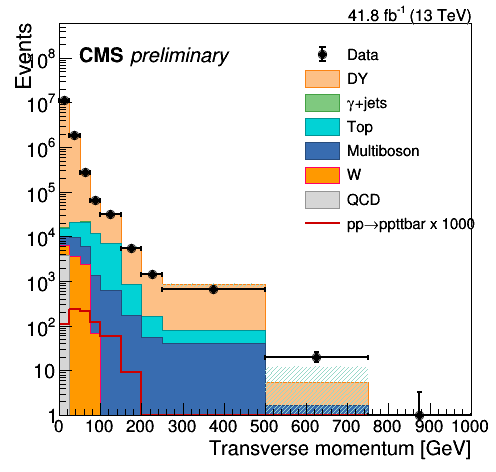 41.8 fb⁻¹ (13 TeV)
Events
CMS preliminary
Data
DY
γ+jets
Top
Multiboson
W
QCD
pp→ppttbar x 1000
10⁸
10⁷
10⁶
10⁵
10⁴
10³
10²
10
1
0 100 200 300 400 500 600 700 800 900 1000
Transverse momentum [GeV]